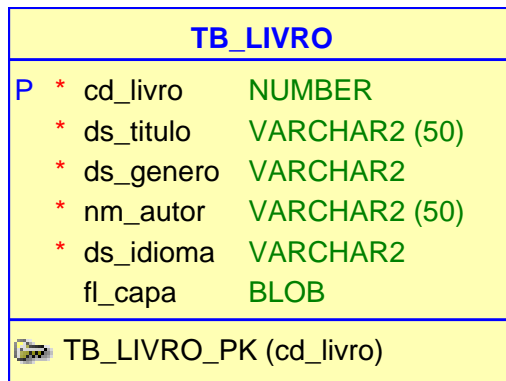 TB_LIVRO
P * cd_livro NUMBER
* ds_titulo VARCHAR2 (50)
* ds_genero VARCHAR2
* nm_autor VARCHAR2 (50)
* ds_idioma VARCHAR2
fl_capa BLOB
TB_LIVRO_PK (cd_livro)